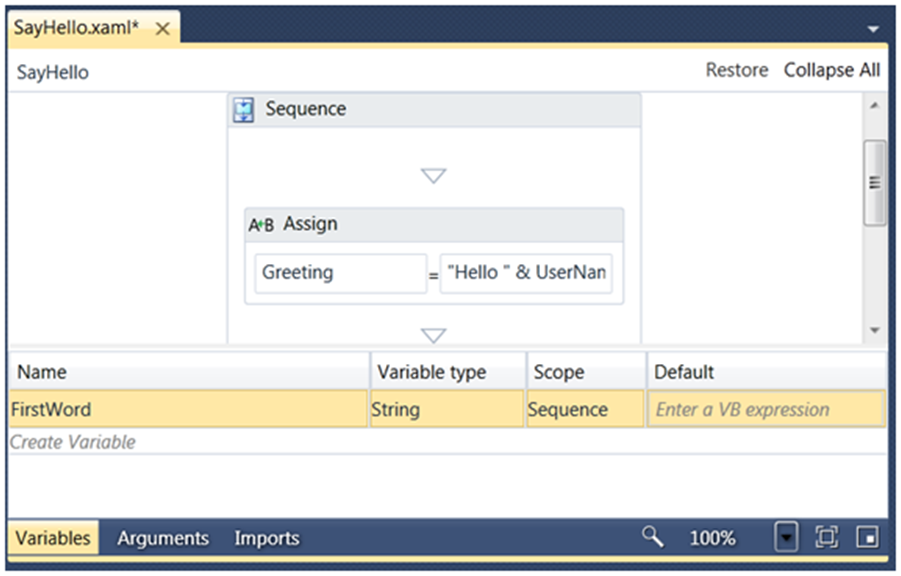 SayHello.xaml*
SayHello Restore Collapse All
Sequence
A+B Assign
Greeting = "Hello " & UserNan
Name Variable type Scope Default
FirstWord String Sequence Enter a VB expression
Create Variable
Variables Arguments Imports 100%